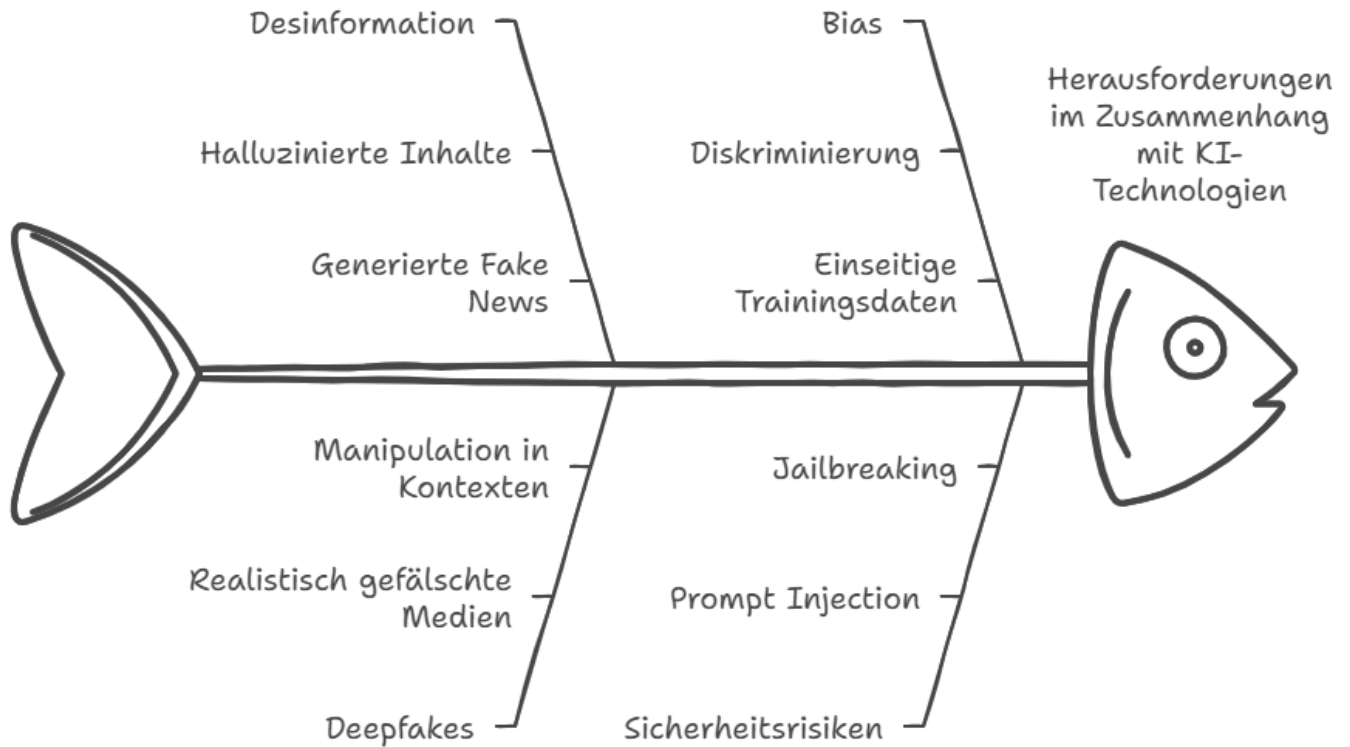 Desinformation
Halluzinierte Inhalte
Generierte Fake
News
Bias
Diskriminierung
Einseitige
Trainingsdaten
Herausforderungen
im Zusammenhang
mit KI-
Technologien
Manipulation in
Kontexten
Realistisch gefälschte
Medien
Deepfakes
Jailbreaking
Prompt Injection
Sicherheitsrisiken